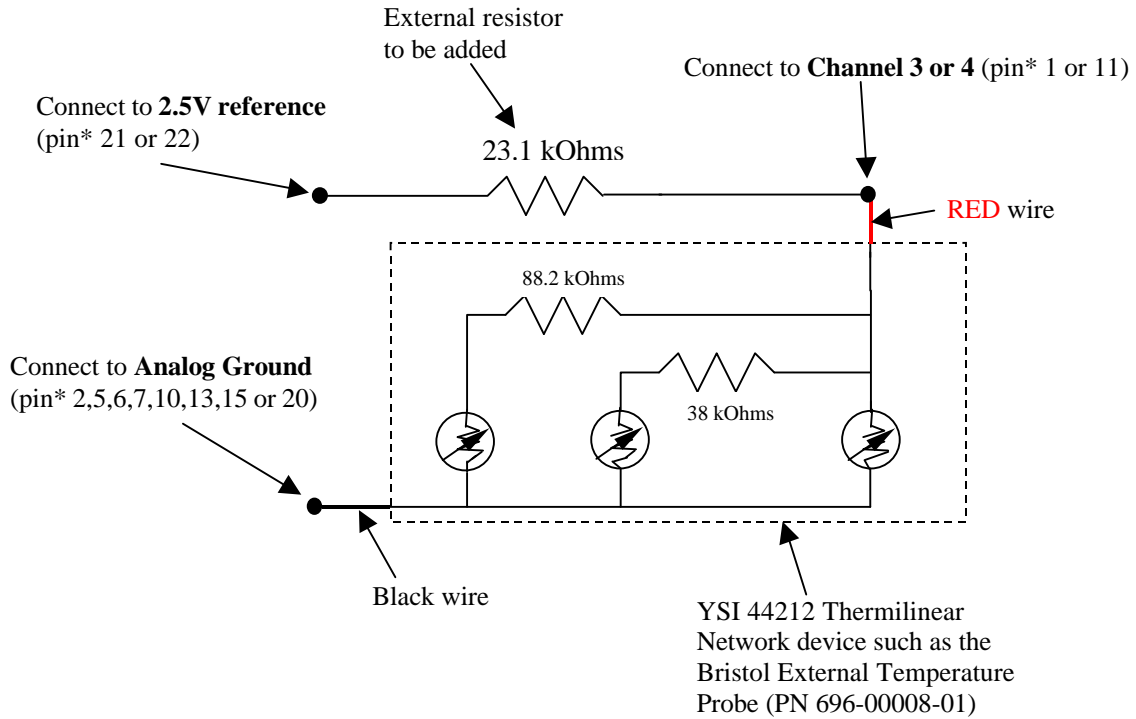 External resistor
to be added
Connect to Channel 3 or 4 (pin* 1 or 11)
Connect to 2.5V reference
(pin* 21 or 22)
23.1 kOhms
RED wire
88.2 kOhms
38 kOhms
Connect to Analog Ground
(pin* 2,5,6,7,10,13,15 or 20)
Black wire
YSI 44212 Thermilinear
Network device such as the
Bristol External Temperature
Probe (PN 696-00008-01)